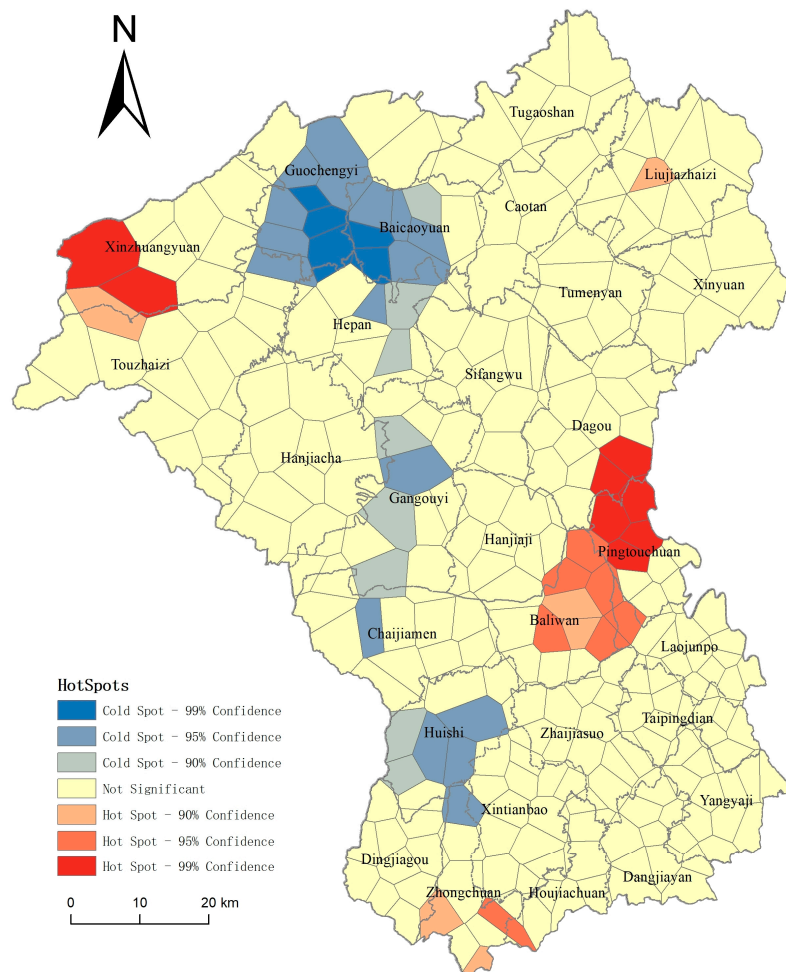 N
Tugaoshan
Guochengyi
Liujiazhaizi
Caotan
Baicaoyuan
Xinzhuangyuan
Xinyuan
Tumenyan
Hepan
Touzhaizi
Sifangwu
Dagou
Hanjiacha
Gangouyi
Hanjiaji
Pingtouchuan
Baliwan
Chaijiamen
Laojunpo
Taipingdian
Huishi
Zhaijiasuo
Yangyaji
Xintianbao
Dingjiagou
Dangjiayan
Zhongchuan
Houjiachuan
HotSpots
Cold Spot - 99% Confidence
Cold Spot - 95% Confidence
Cold Spot - 90% Confidence
Not Significant
Hot Spot - 90% Confidence
Hot Spot - 95% Confidence
Hot Spot - 99% Confidence
0 10 20 km